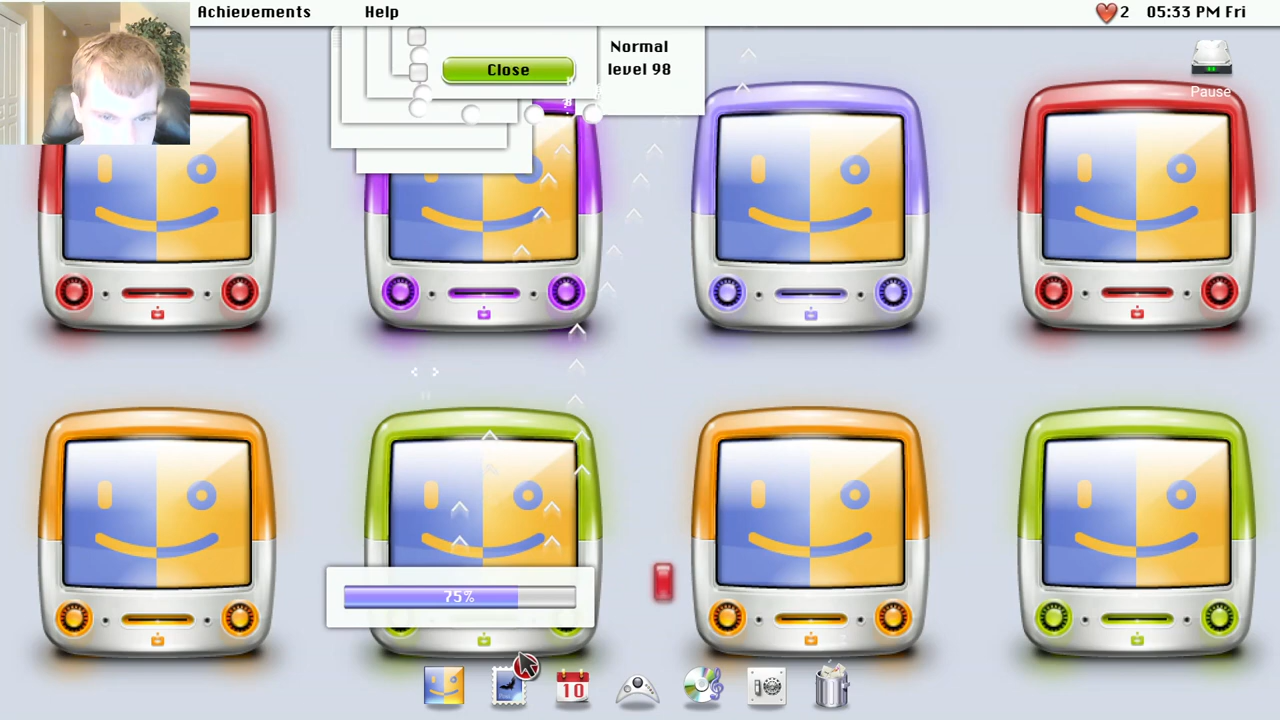 Achievements Help 2 05:33 PM Fri
Normal
level 98
Close
Pause
75%
10